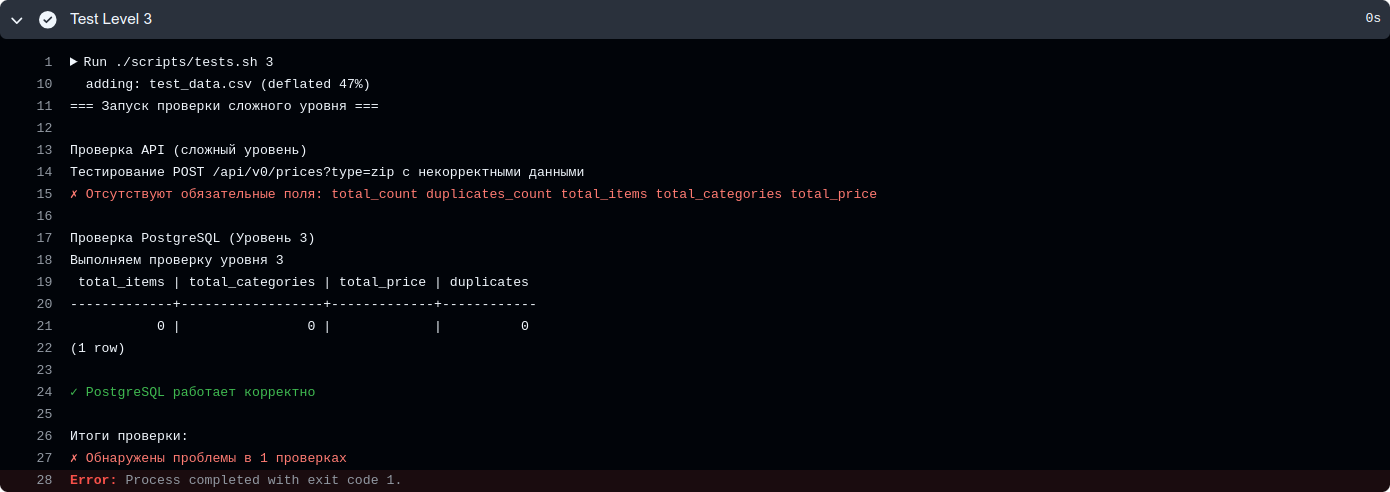 Test Level 3
0s
1 ▶ Run ./scripts/tests.sh 3
10 adding: test_data.csv (deflated 47%)
11 === Запуск проверки сложного уровня ===
12
13 Проверка API (сложный уровень)
14 Тестирование POST /api/v0/prices?type=zip с некорректными данными
15 ✗ Отсутствуют обязательные поля: total_count duplicates_count total_items total_categories total_price
16
17 Проверка PostgreSQL (Уровень 3)
18 Выполняем проверку уровня 3
19 total_items | total_categories | total_price | duplicates
20 -------------+------------------+-------------+------------
21 0 | 0 | | 0
22 (1 row)
23
24 ✓ PostgreSQL работает корректно
25
26 Итоги проверки:
27 ✗ Обнаружены проблемы в 1 проверках
28 Error: Process completed with exit code 1.